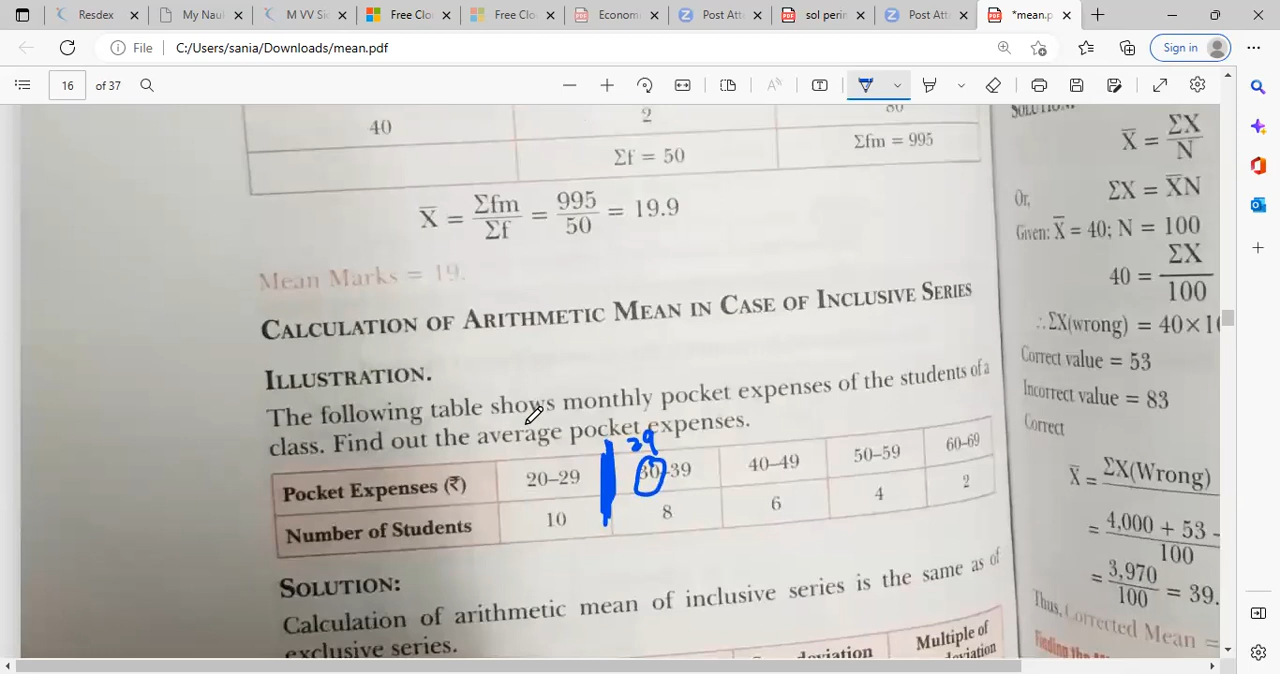 Resdex
My Nau
M VV Si
Free Clo
Free Clo
Econom
Post Att
sol perin
Post Att
*mean.p
File
C:/Users/sania/Downloads/mean.pdf
Sign in
16 of 37
40 2 80
Σf = 50 Σfm = 995
X̅ = Σfm/Σf = 995/50 = 19.9
Mean Marks = 19.
CALCULATION OF ARITHMETIC MEAN IN CASE OF INCLUSIVE SERIES
ILLUSTRATION.
The following table shows monthly pocket expenses of the students of a
class. Find out the average pocket expenses.
29
Pocket Expenses (₹) 20–29 30–39 40–49 50–59 60–69
Number of Students 10 8 6 4 2
SOLUTION:
Calculation of arithmetic mean of inclusive series is the same as of
exclusive series.
deviation Multiple of
deviation
SOLUTION:
X̅ = ΣX/N
Or, ΣX = X̅N
Given: X̅ = 40; N = 100
40 = ΣX/100
∴ΣX(wrong) = 40×10
Correct value = 53
Incorrect value = 83
Correct
X̅ = ΣX(Wrong)
= 4,000 + 53 -/100
= 3,970/100 = 39.
Thus, Corrected Mean =
Finding the